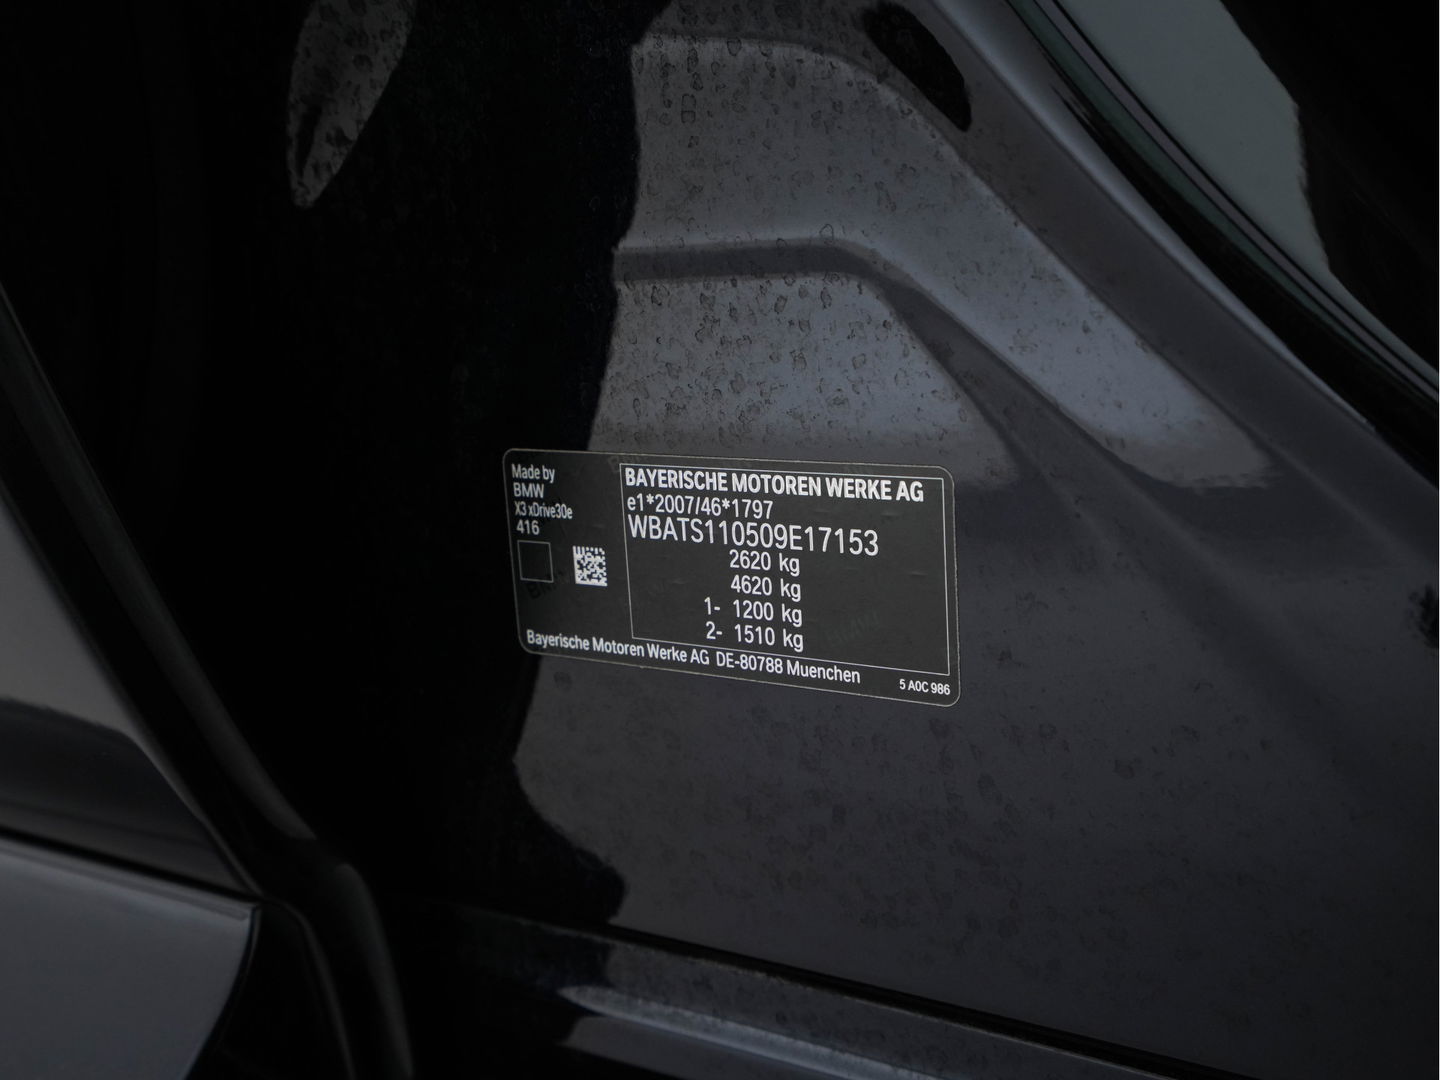 Made by
BMW
X3 xDrive30e
416
BAYERISCHE MOTOREN WERKE AG
e1*2007/46*1797
WBATS110509E17153
2620 kg
4620 kg
1- 1200 kg
2- 1510 kg
Bayerische Motoren Werke AG DE-80788 Muenchen
5 A0C 986